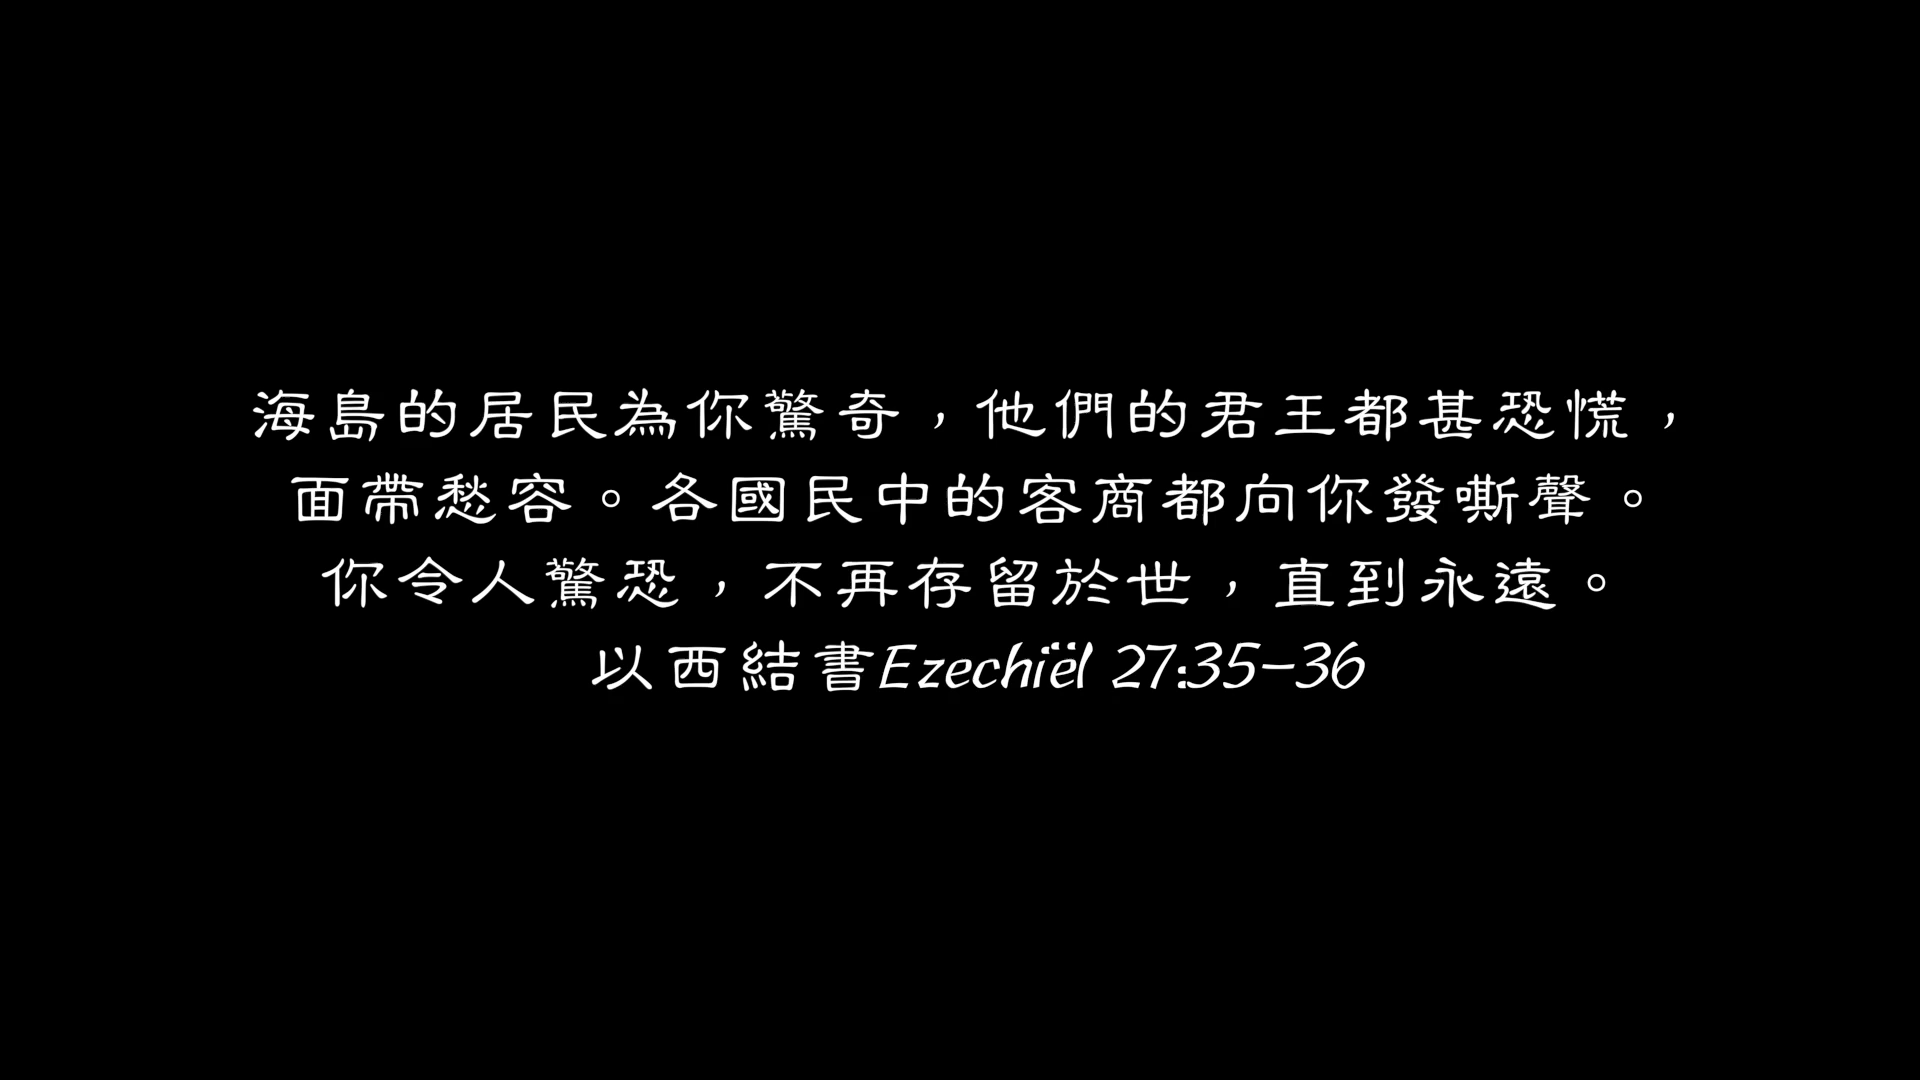 海島的居民為你驚奇，他們的君王都甚恐慌，
面帶愁容。各國民中的客商都向你發嘶聲。
你令人驚恐，不再存留於世，直到永遠。
以西結書Ezechiël 27:35-36